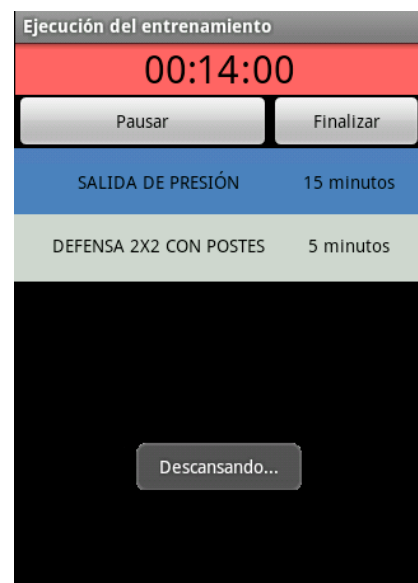 Ejecución del entrenamiento
00:14:00
Pausar Finalizar
SALIDA DE PRESIÓN 15 minutos
DEFENSA 2X2 CON POSTES 5 minutos
Descansando...